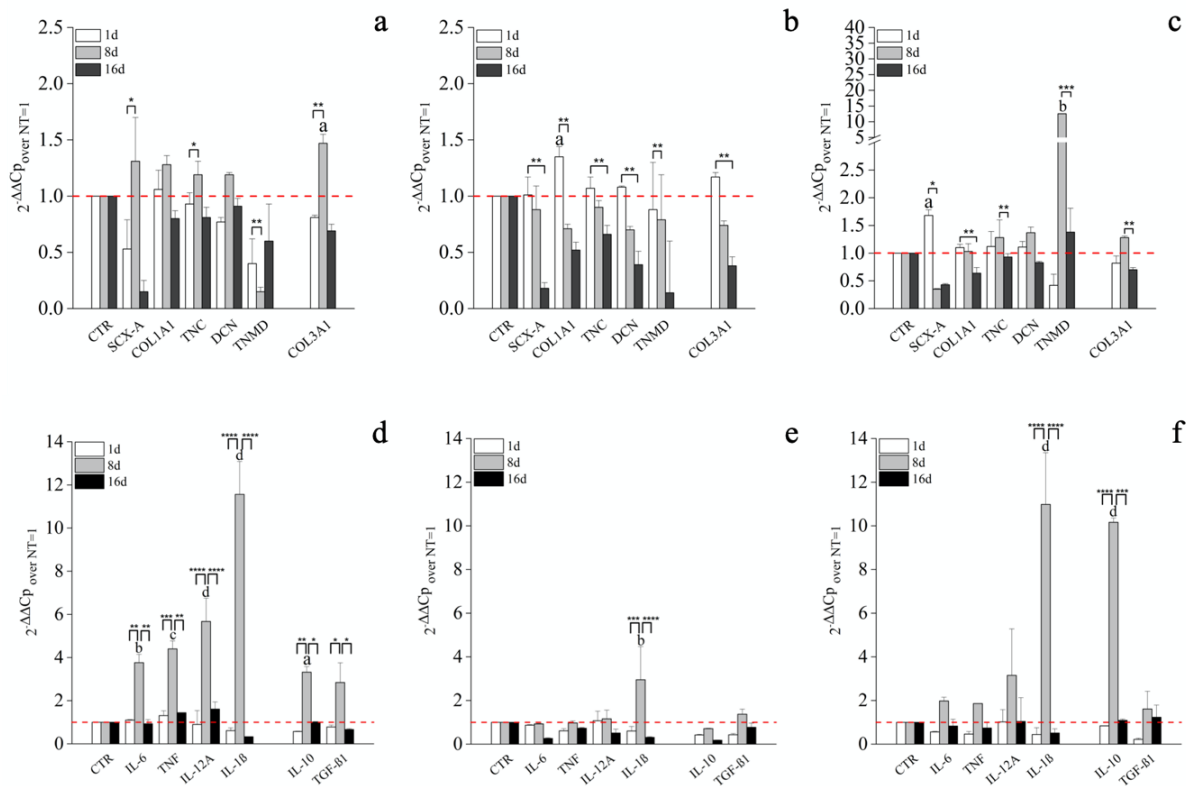 a
3.0
2.5
2.0
1.5
1.0
0.5
0.0
2^-ΔΔCp over NT=1
1d
8d
16d
*
*
**
**
a
CTR
SCX-A
COL1A1
TNC
DCN
TNMD
COL3A1
b
2.5
2.0
1.5
1.0
0.5
0.0
2^-ΔΔCp over NT=1
1d
8d
16d
**
**
a
**
**
**
**
CTR
SCX-A
COL1A1
TNC
DCN
TNMD
COL3A1
c
40
35
30
25
20
15
10
5
2.0
1.5
1.0
0.5
0.0
2^-ΔΔCp over NT=1
1d
8d
16d
*
a
**
**
***
b
**
CTR
SCX-A
COL1A1
TNC
DCN
TNMD
COL3A1
d
14
12
10
8
6
4
2
0
2^-ΔΔCp over NT=1
1d
8d
16d
** **
b
*** **
c
**** ****
d
**** ****
d
** *
a
* *
CTR
IL-6
TNF
IL-12A
IL-1ß
IL-10
TGF-ß1
e
14
12
10
8
6
4
2
0
2^-ΔΔCp over NT=1
1d
8d
16d
*** ****
b
CTR
IL-6
TNF
IL-12A
IL-1ß
IL-10
TGF-ß1
f
14
12
10
8
6
4
2
0
2^-ΔΔCp over NT=1
1d
8d
16d
**** ****
d
**** ***
d
CTR
IL-6
TNF
IL-12A
IL-1ß
IL-10
TGF-ß1